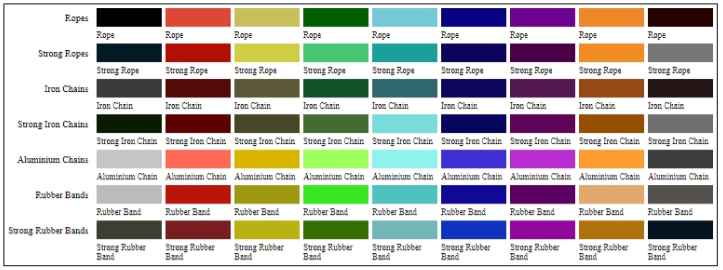 Ropes
Rope Rope Rope Rope Rope Rope Rope Rope Rope
Strong Ropes
Strong Rope Strong Rope Strong Rope Strong Rope Strong Rope Strong Rope Strong Rope Strong Rope Strong Rope
Iron Chains
Iron Chain Iron Chain Iron Chain Iron Chain Iron Chain Iron Chain Iron Chain Iron Chain Iron Chain
Strong Iron Chains
Strong Iron Chain Strong Iron Chain Strong Iron Chain Strong Iron Chain Strong Iron Chain Strong Iron Chain Strong Iron Chain Strong Iron Chain Strong Iron Chain
Aluminium Chains
Aluminium Chain Aluminium Chain Aluminium Chain Aluminium Chain Aluminium Chain Aluminium Chain Aluminium Chain Aluminium Chain Aluminium Chain
Rubber Bands
Rubber Band Rubber Band Rubber Band Rubber Band Rubber Band Rubber Band Rubber Band Rubber Band Rubber Band
Strong Rubber Bands
Strong Rubber Strong Rubber Strong Rubber Strong Rubber Strong Rubber Strong Rubber Strong Rubber Strong Rubber Strong Rubber
Band Band Band Band Band Band Band Band Band